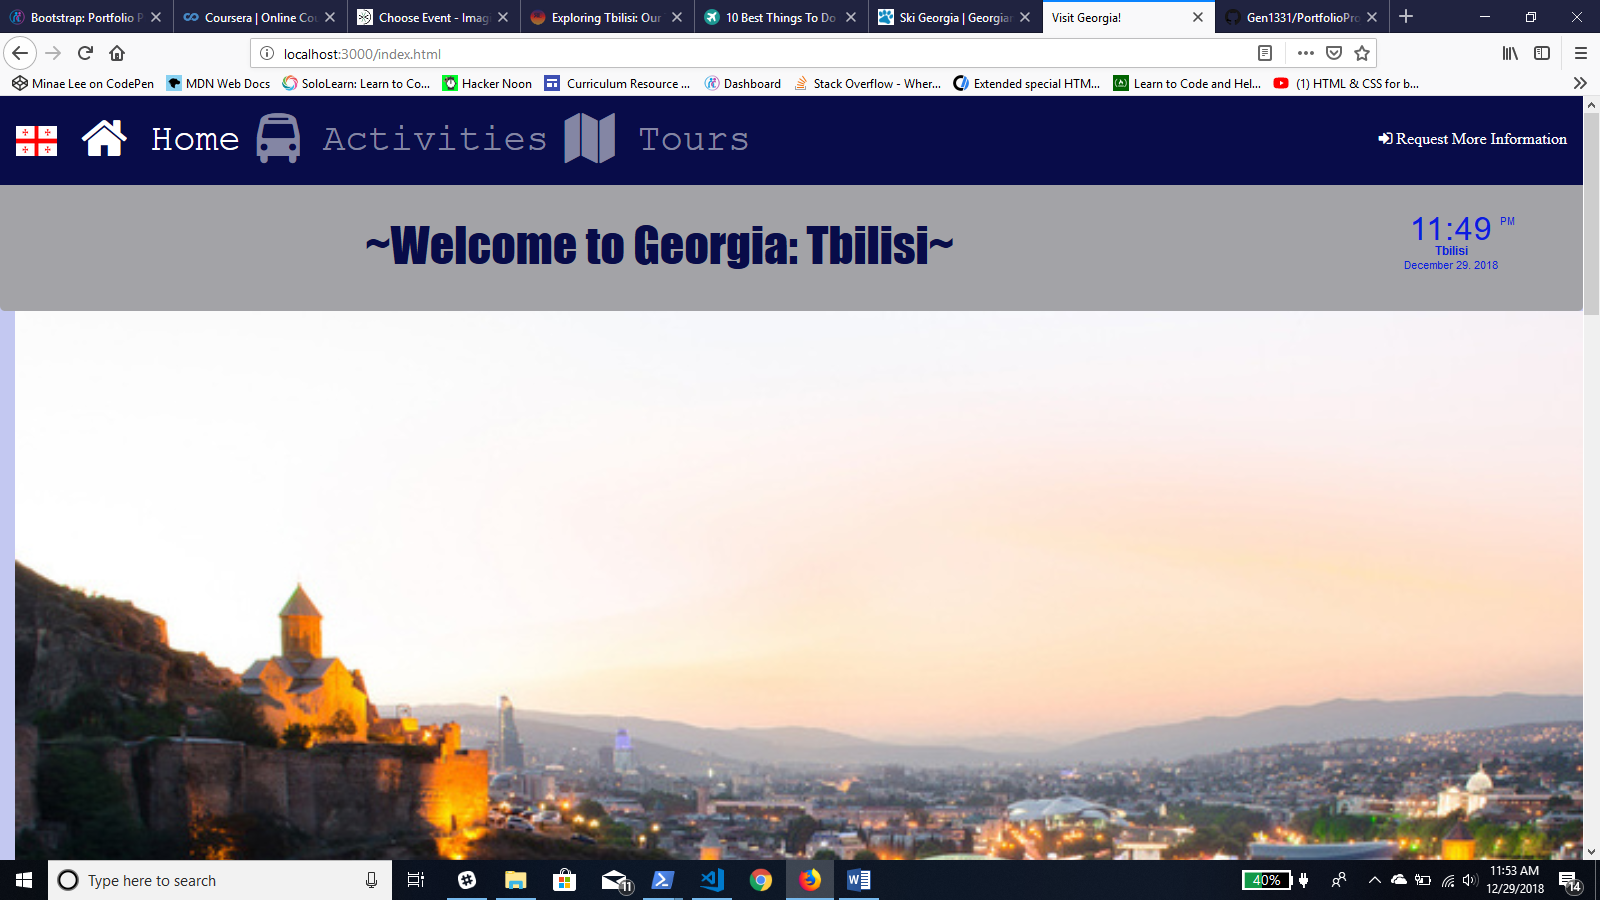 Bootstrap: Portfolio P
Coursera | Online Cou
Choose Event - Imagi
Exploring Tbilisi: Our
10 Best Things To Do
Ski Georgia | Georgian
Visit Georgia!
Gen1331/PortfolioPro
localhost:3000/index.html
Minae Lee on CodePen
MDN Web Docs
SoloLearn: Learn to Co...
Hacker Noon
Curriculum Resource ...
Dashboard
Stack Overflow - Wher...
Extended special HTM...
Learn to Code and Hel...
(1) HTML & CSS for b...
Home
Activities
Tours
Request More Information
~Welcome to Georgia: Tbilisi~
11:49 PM
Tbilisi
December 29. 2018
Type here to search
11
40%
11:53 AM
12/29/2018
14